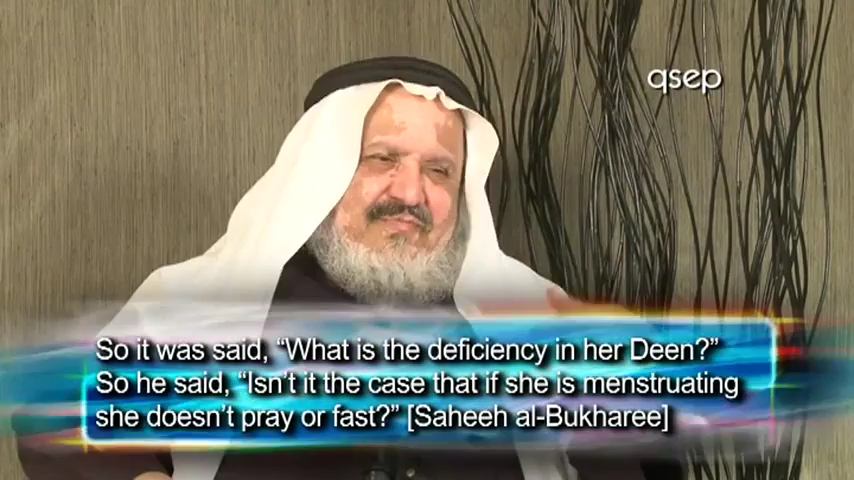 qsep
So it was said, “What is the deficiency in her Deen?”
So he said, “Isn’t it the case that if she is menstruating
she doesn’t pray or fast?” [Saheeh al-Bukharee]